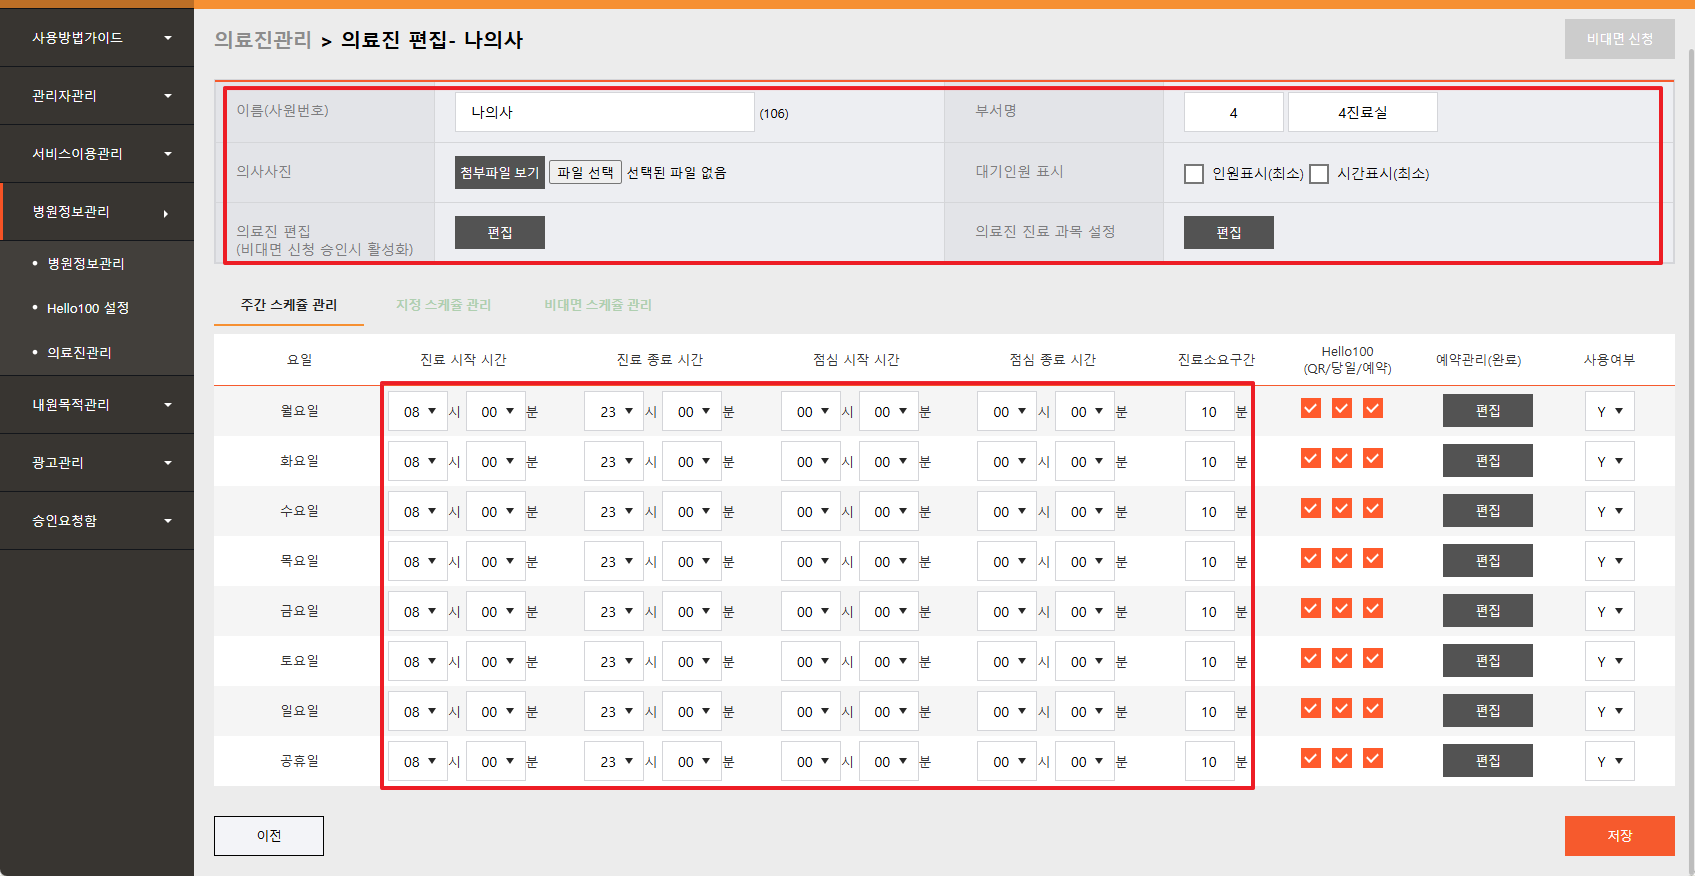 사용방법가이드
관리자관리
서비스이용관리
병원정보관리
병원정보관리
Hello100 설정
의료진관리
내원목적관리
광고관리
승인요청함
의료진관리 > 의료진 편집- 나의사
비대면 신청
이름(사원번호) 나의사 (106) 부서명 4 4진료실
의사사진 첨부파일 보기 파일 선택 선택된 파일 없음 대기인원 표시 인원표시(최소) 시간표시(최소)
의료진 편집
(비대면 신청 승인시 활성화) 편집 의료진 진료 과목 설정 편집
주간 스케쥴 관리 지정 스케쥴 관리 비대면 스케쥴 관리
요일 진료 시작 시간 진료 종료 시간 점심 시작 시간 점심 종료 시간 진료소요구간 Hello100
(QR/당일/예약) 예약관리(완료) 사용여부
월요일 08 시 00 분 23 시 00 분 00 시 00 분 00 시 00 분 10 분 편집 Y
화요일 08 시 00 분 23 시 00 분 00 시 00 분 00 시 00 분 10 분 편집 Y
수요일 08 시 00 분 23 시 00 분 00 시 00 분 00 시 00 분 10 분 편집 Y
목요일 08 시 00 분 23 시 00 분 00 시 00 분 00 시 00 분 10 분 편집 Y
금요일 08 시 00 분 23 시 00 분 00 시 00 분 00 시 00 분 10 분 편집 Y
토요일 08 시 00 분 23 시 00 분 00 시 00 분 00 시 00 분 10 분 편집 Y
일요일 08 시 00 분 23 시 00 분 00 시 00 분 00 시 00 분 10 분 편집 Y
공휴일 08 시 00 분 23 시 00 분 00 시 00 분 00 시 00 분 10 분 편집 Y
이전 저장